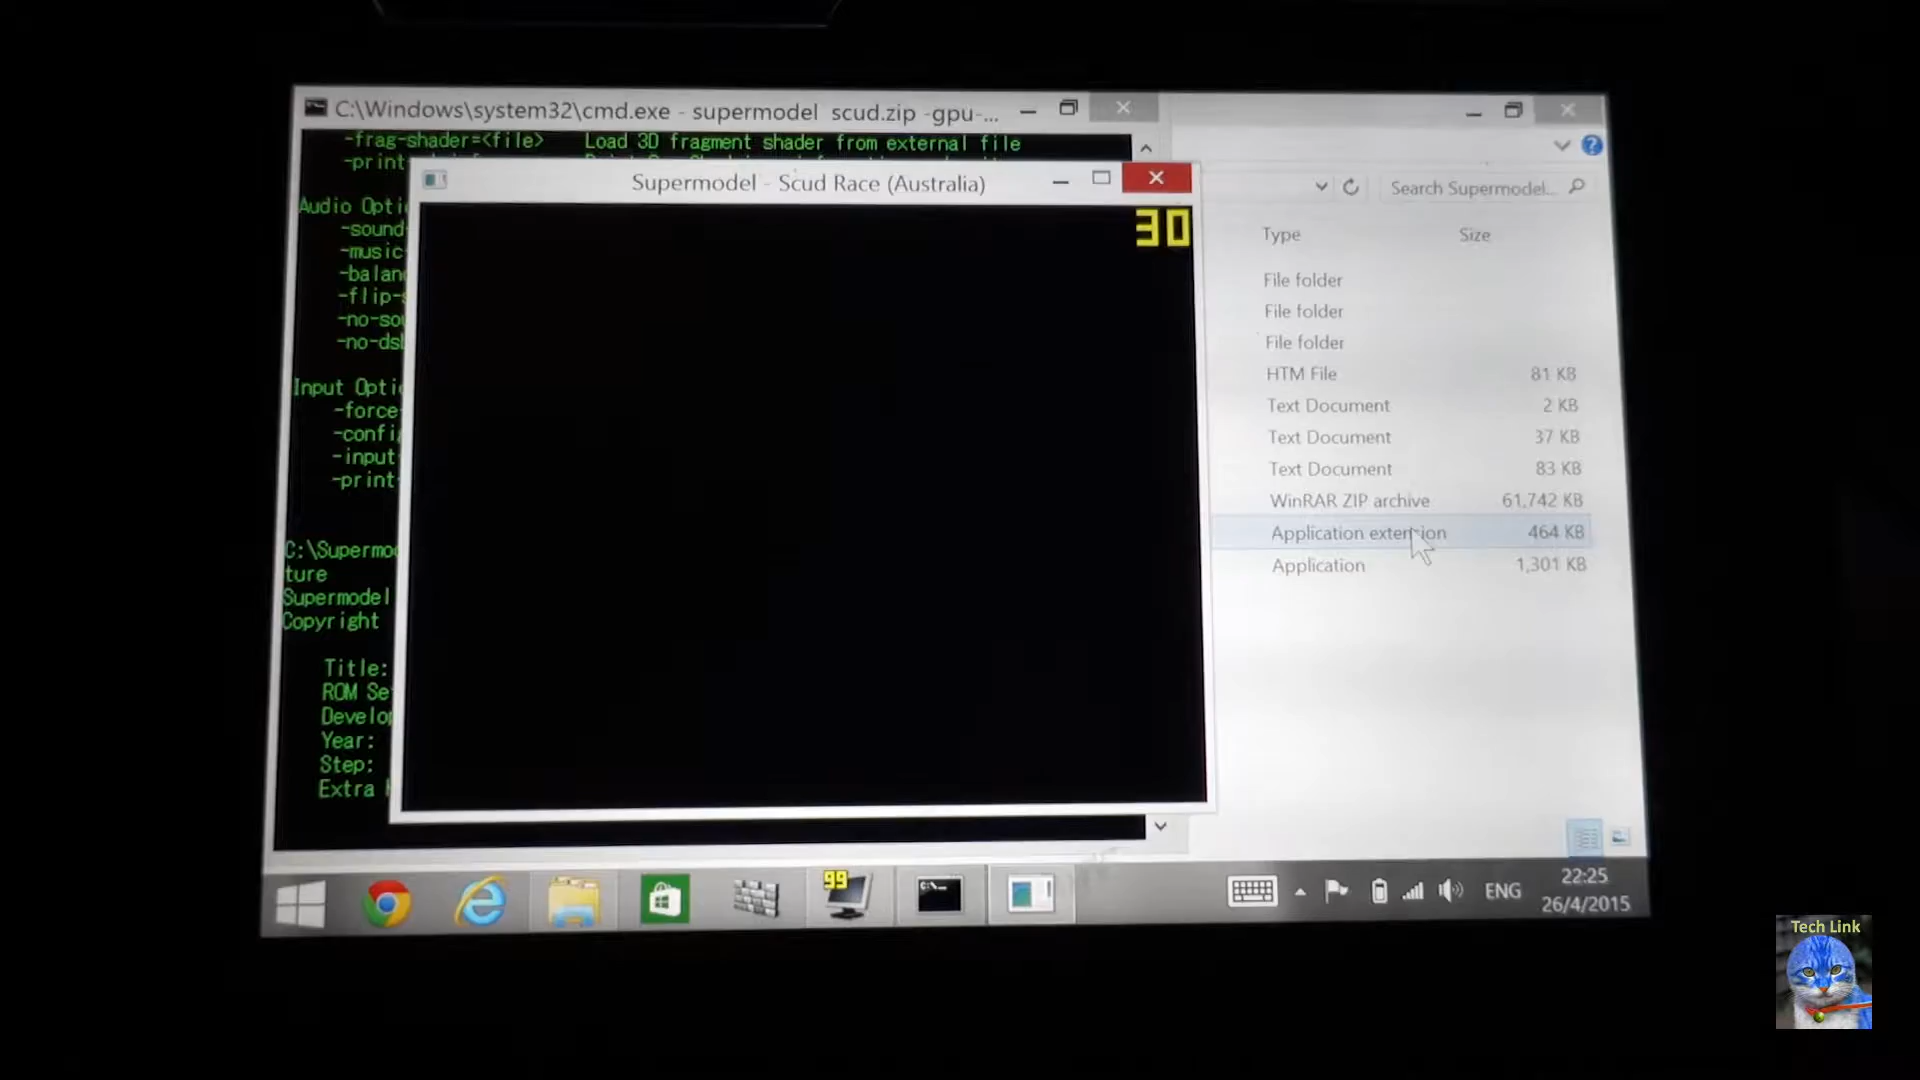 C:\Windows\system32\cmd.exe - supermodel scud.zip -gpu-...
-frag-shader=<file> Load 3D fragment shader from external file
-print-
Supermodel - Scud Race (Australia)
30
Audio Opti
-sound
-music
-balan
-flip-s
-no-sou
-no-dsb
Input Opti
-force
-config
-input
-print
C:\Supermo
ture
Supermodel
Copyright
Title:
ROM Se
Develop
Year:
Step:
Extra
Search Supermodel...
Type Size
File folder
File folder
File folder
HTM File 81 KB
Text Document 2 KB
Text Document 37 KB
Text Document 83 KB
WinRAR ZIP archive 61,742 KB
Application extension 464 KB
Application 1,301 KB
99
C:\
ENG
22:25
26/4/2015
Tech Link